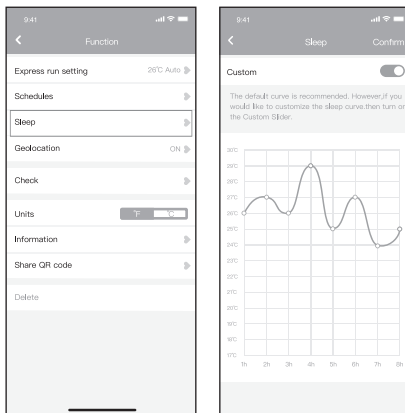 9:41
Function
Express run setting 26℃ Auto
Schedules
Sleep
Geolocation ON
Check
Units ℉ ℃
Information
Share QR code
Delete
9:41
Sleep Confirm
Custom
The default curve is recommended. However,if you
would like to customize the sleep curve.then turn on
the Custom Slider.
30℃
29℃
28℃
27℃
26℃
25℃
24℃
23℃
22℃
21℃
20℃
19℃
18℃
17℃
1h 2h 3h 4h 5h 6h 7h 8h